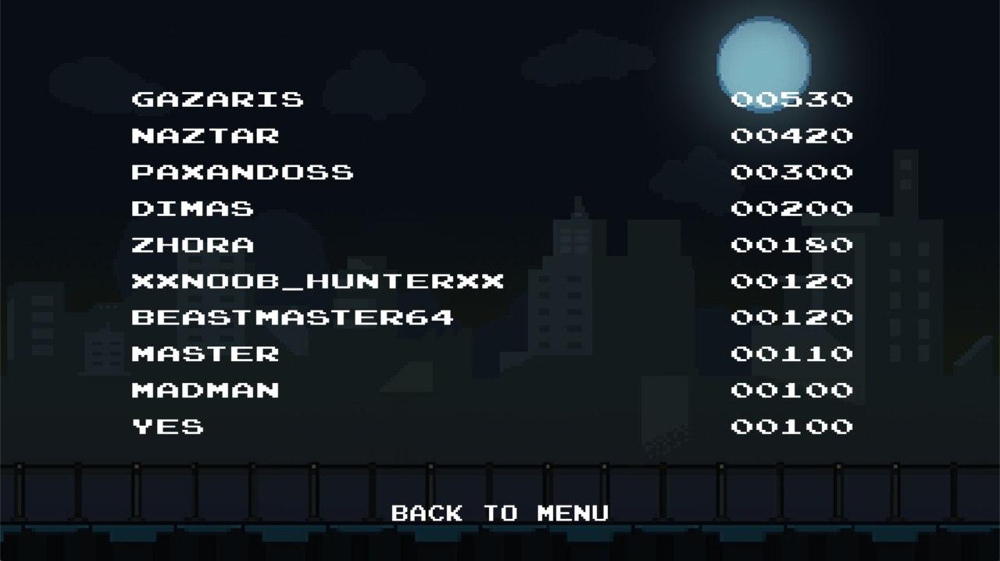 GAZARIS 00530
NAZTAR 00420
PAXANDOSS 00300
DIMAS 00200
ZHORA 00180
XXNOOB_HUNTERXX 00120
BEASTMASTER64 00120
MASTER 00110
MADMAN 00100
YES 00100
BACK TO MENU